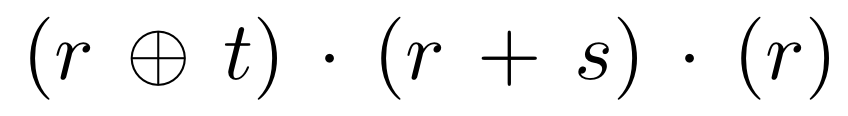 (r ⊕ t) · (r + s) · (r)